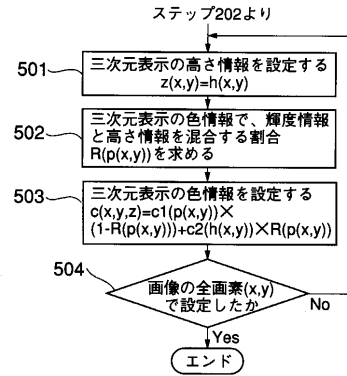 ステップ202より
501
三次元表示の高さ情報を設定する
z(x,y)=h(x,y)
502
三次元表示の色情報で、輝度情報
と高さ情報を混合する割合
R(p(x,y))を求める
503
三次元表示の色情報を設定する
c(x,y,z)=c1(p(x,y))×
(1-R(p(x,y)))+c2(h(x,y))×R(p(x,y))
504
画像の全画素(x,y)
で設定したか
No
Yes
エンド